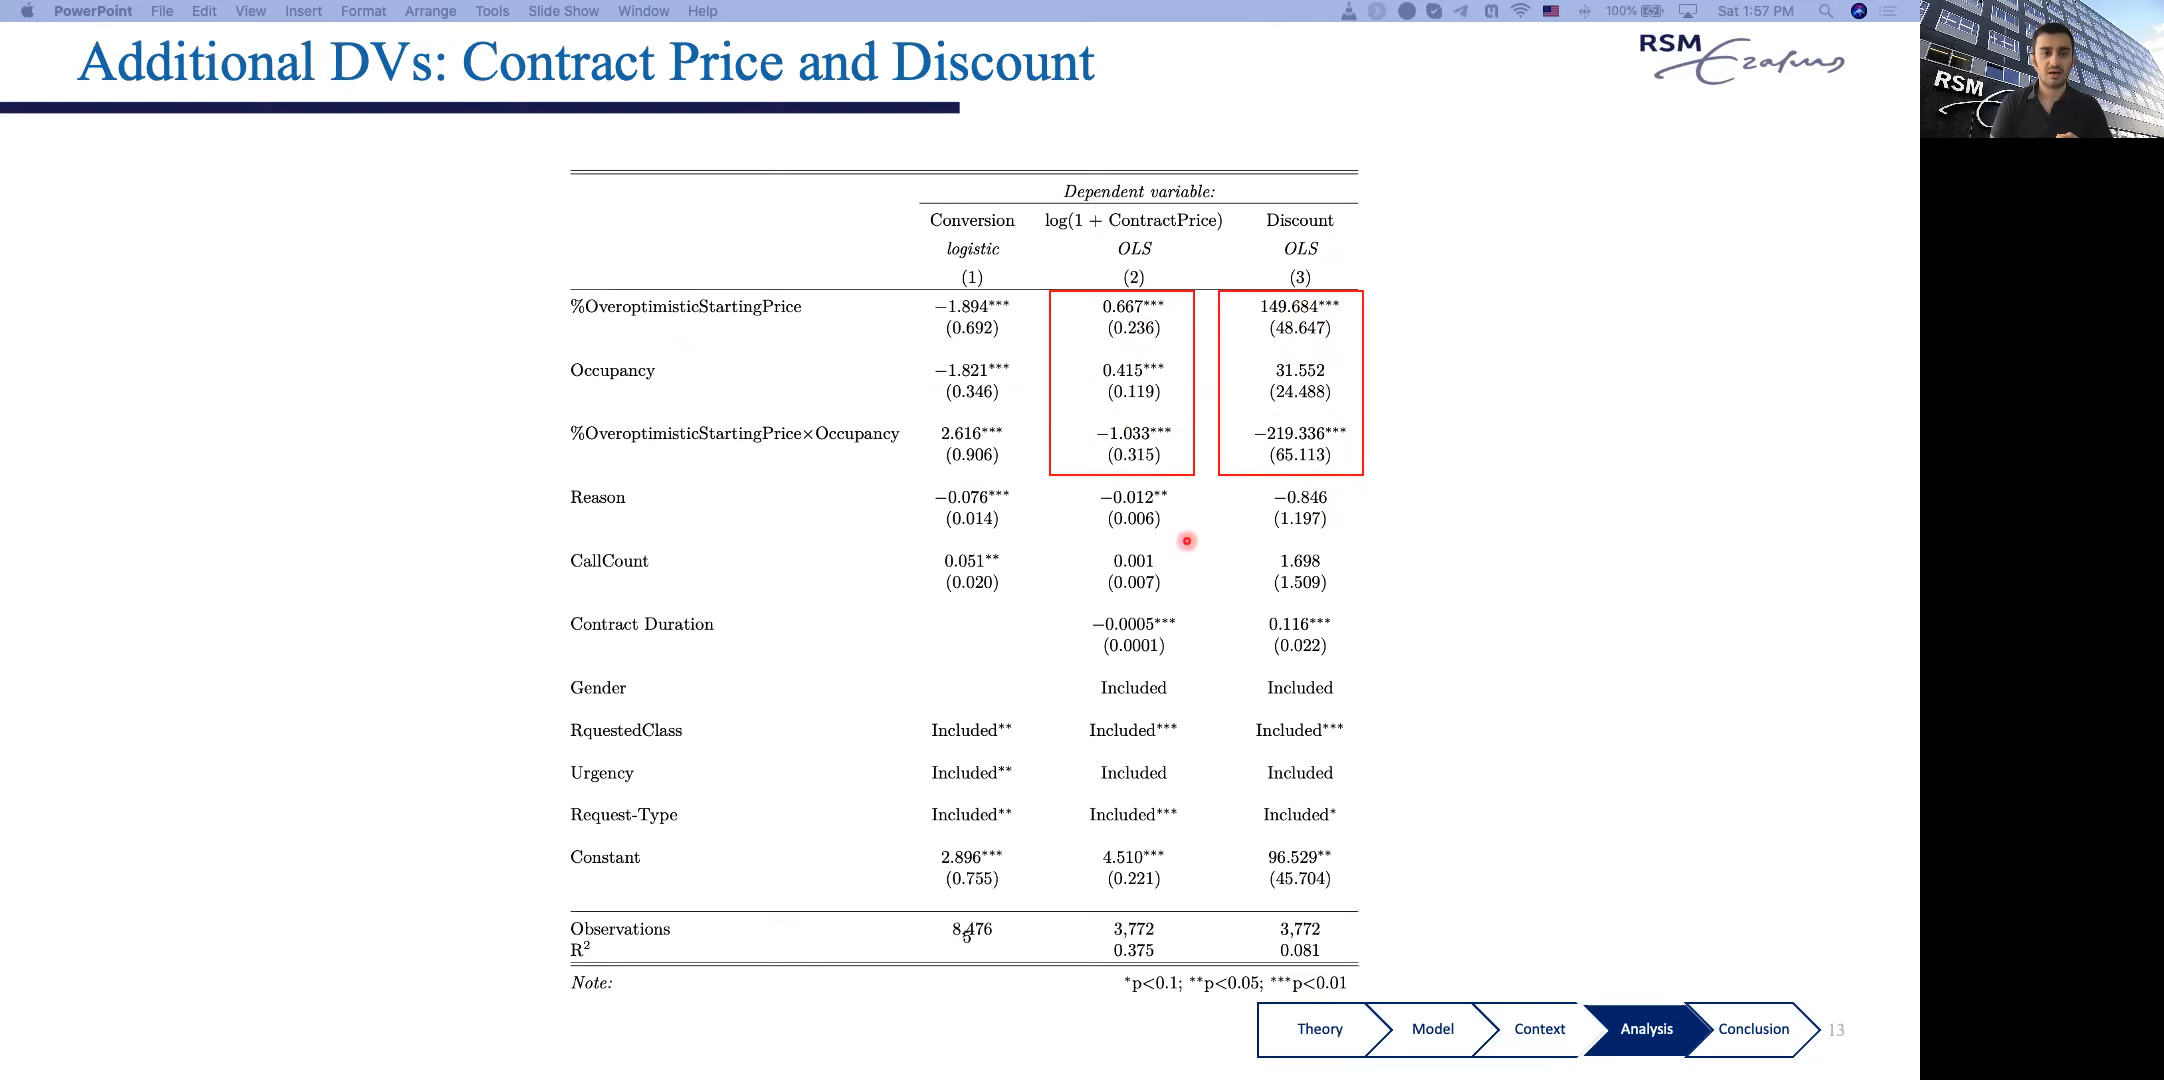 PowerPoint File Edit View Insert Format Arrange Tools Slide Show Window Help 100% Sat 1:57 PM
Additional DVs: Contract Price and Discount
RSM Erasmus
RSM
Dependent variable:
Conversion log(1 + ContractPrice) Discount
logistic OLS OLS
(1) (2) (3)
%OveroptimisticStartingPrice −1.894*** 0.667*** 149.684***
(0.692) (0.236) (48.647)
Occupancy −1.821*** 0.415*** 31.552
(0.346) (0.119) (24.488)
%OveroptimisticStartingPrice×Occupancy 2.616*** −1.033*** −219.336***
(0.906) (0.315) (65.113)
Reason −0.076*** −0.012** −0.846
(0.014) (0.006) (1.197)
CallCount 0.051** 0.001 1.698
(0.020) (0.007) (1.509)
Contract Duration −0.0005*** 0.116***
(0.0001) (0.022)
Gender Included Included
RquestedClass Included** Included*** Included***
Urgency Included** Included Included
Request-Type Included** Included*** Included*
Constant 2.896*** 4.510*** 96.529**
(0.755) (0.221) (45.704)
Observations 8,476 3,772 3,772
5
R² 0.375 0.081
Note: *p<0.1; **p<0.05; ***p<0.01
Theory Model Context Analysis Conclusion 13